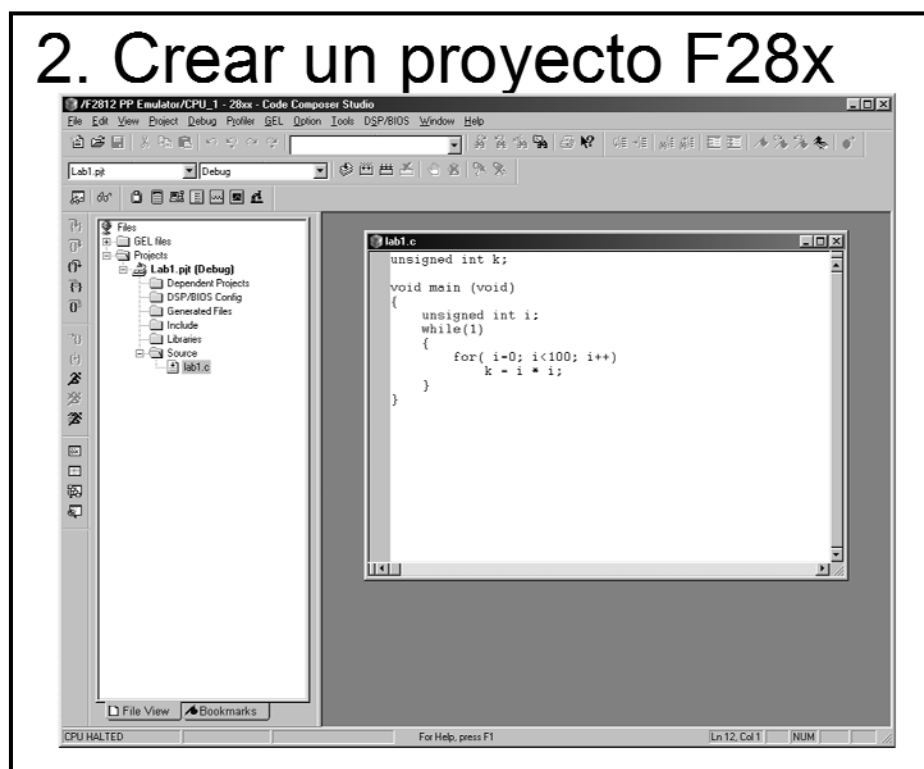 2. Crear un proyecto F28x
/F2812 PP Emulator/CPU_1 - 28xx - Code Composer Studio
File Edit View Project Debug Profiler GEL Option Tools DSP/BIOS Window Help
Lab1.pjt Debug
Files
GEL files
Projects
Lab1.pjt (Debug)
Dependent Projects
DSP/BIOS Config
Generated Files
Include
Libraries
Source
lab1.c
lab1.c
unsigned int k;
void main (void)
{
unsigned int i;
while(1)
{
for( i=0; i<100; i++)
k = i * i;
}
}
File View Bookmarks
CPU HALTED For Help, press F1 Ln 12, Col 1 NUM